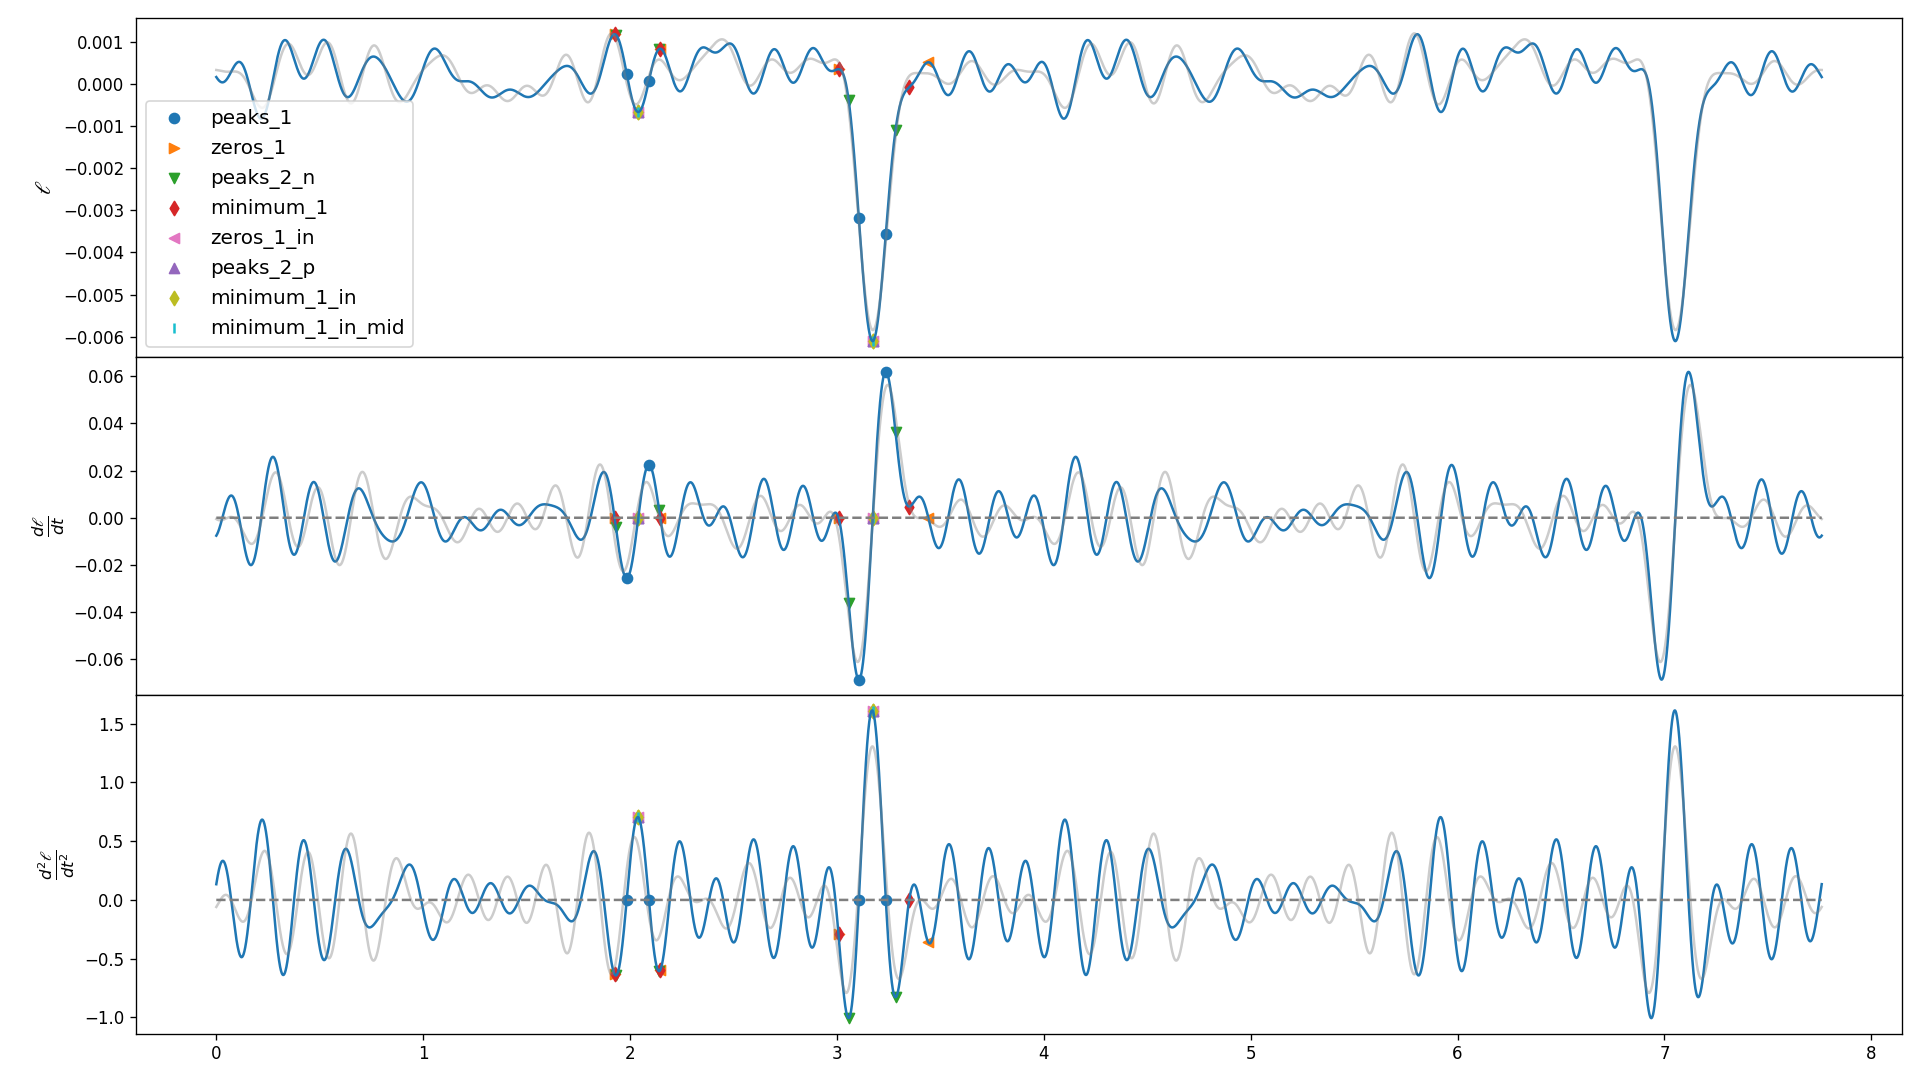 0.001
0.000
−0.001
−0.002
−0.003
−0.004
−0.005
−0.006
ℓ
peaks_1
zeros_1
peaks_2_n
minimum_1
zeros_1_in
peaks_2_p
minimum_1_in
minimum_1_in_mid
0.06
0.04
0.02
0.00
−0.02
−0.04
−0.06
dℓ
dt
1.5
1.0
0.5
0.0
−0.5
−1.0
d²ℓ
dt²
0 1 2 3 4 5 6 7 8